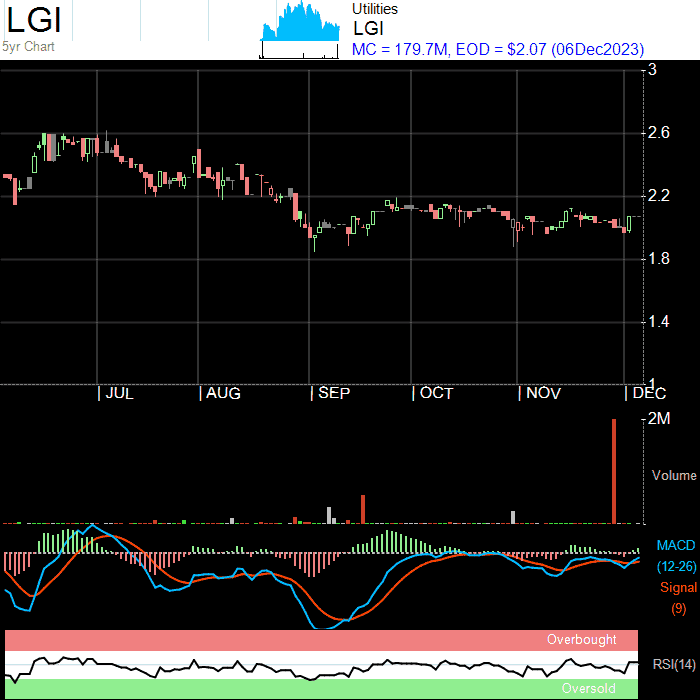 LGI
5yr Chart
Utilities
LGI
MC = 179.7M, EOD = $2.07 (06Dec2023)
3
2.6
2.2
1.8
1.4
1
| JUL | AUG | SEP | OCT | NOV | DEC
2M
Volume
MACD
(12-26)
Signal
(9)
Overbought
RSI(14)
Oversold